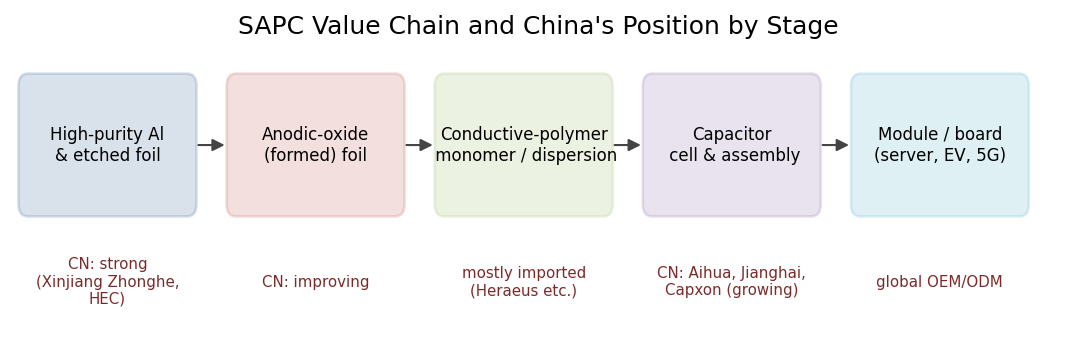 SAPC Value Chain and China's Position by Stage
High-purity Al
& etched foil
Anodic-oxide
(formed) foil
Conductive-polymer
monomer / dispersion
Capacitor
cell & assembly
Module / board
(server, EV, 5G)
CN: strong
(Xinjiang Zhonghe,
HEC)
CN: improving
mostly imported
(Heraeus etc.)
CN: Aihua, Jianghai,
Capxon (growing)
global OEM/ODM